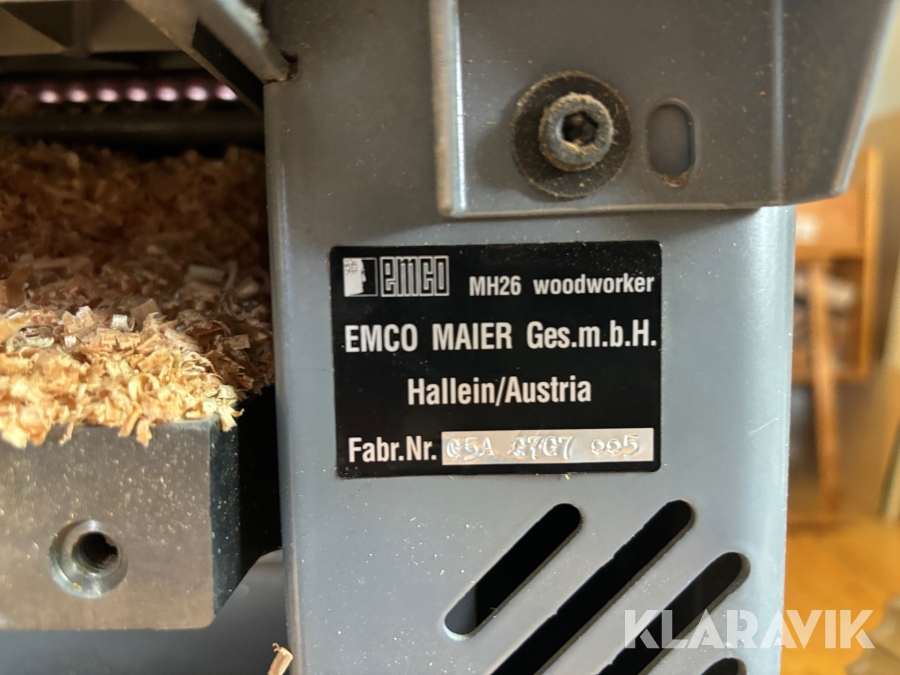 emco MH26 woodworker
EMCO MAIER Ges.m.b.H.
Hallein/Austria
Fabr.Nr.
KLARAVIK